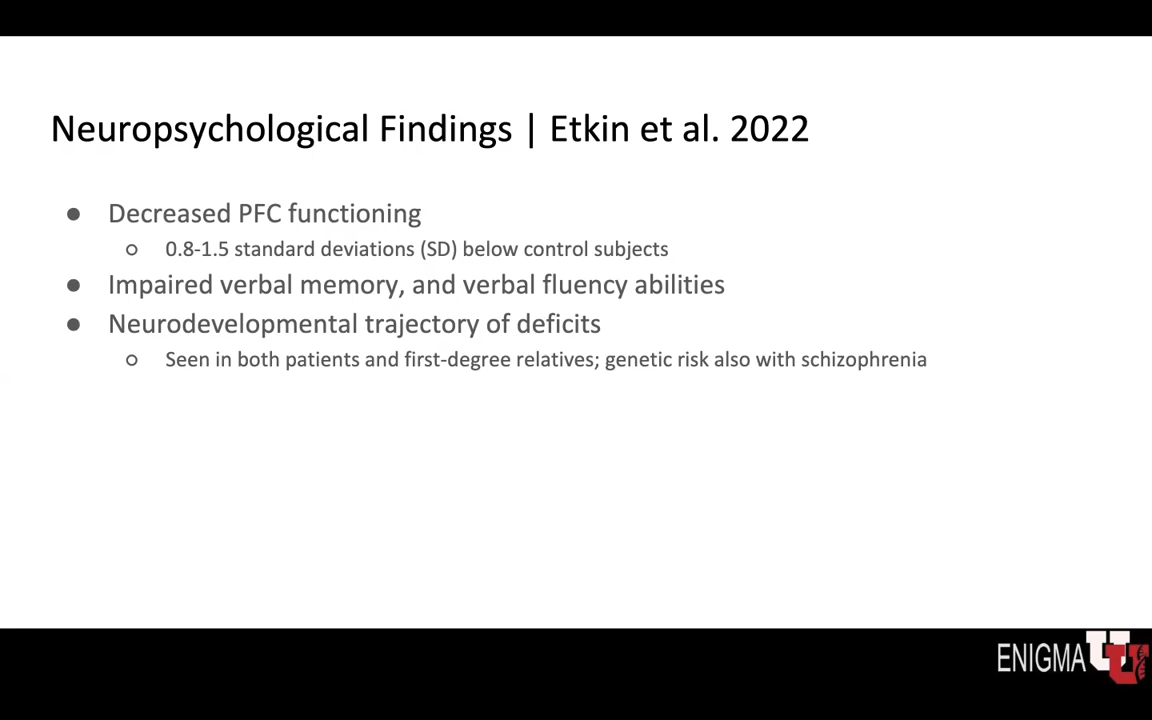 Neuropsychological Findings | Etkin et al. 2022
● Decreased PFC functioning
○ 0.8-1.5 standard deviations (SD) below control subjects
● Impaired verbal memory, and verbal fluency abilities
● Neurodevelopmental trajectory of deficits
○ Seen in both patients and first-degree relatives; genetic risk also with schizophrenia
ENIGMA U